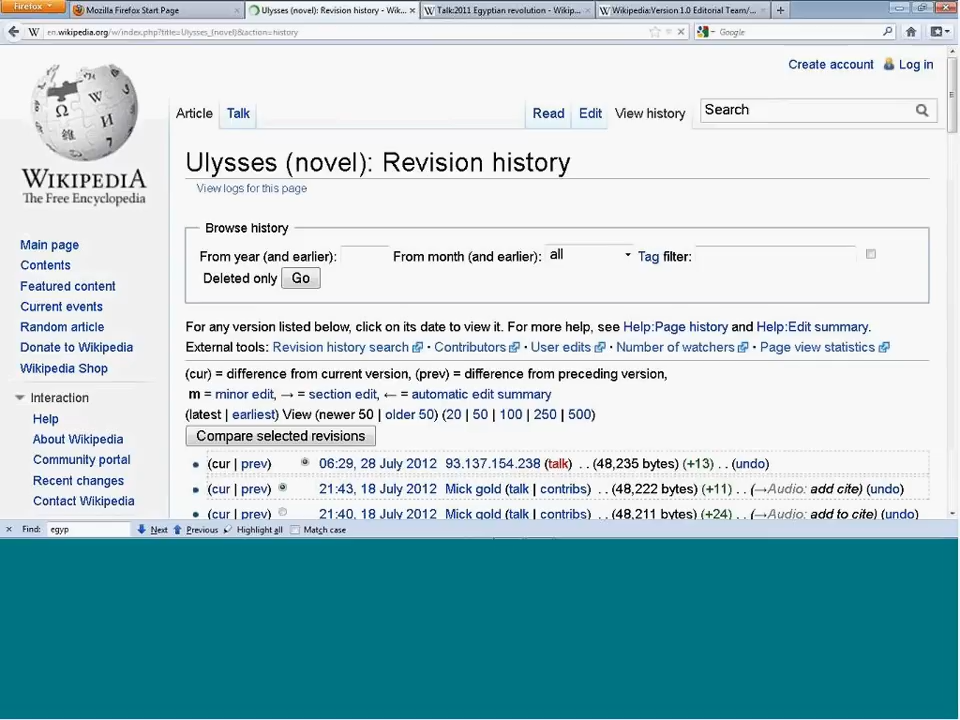 Firefox
Mozilla Firefox Start Page
Ulysses (novel): Revision history - Wik...
Talk:2011 Egyptian revolution - Wikip...
Wikipedia:Version 1.0 Editorial Team/...
en.wikipedia.org/w/index.php?title=Ulysses_(novel)&action=history
Google
Create account Log in
Article Talk Read Edit View history Search
WIKIPEDIA
The Free Encyclopedia
Main page
Contents
Featured content
Current events
Random article
Donate to Wikipedia
Wikipedia Shop
Interaction
Help
About Wikipedia
Community portal
Recent changes
Contact Wikipedia
Ulysses (novel): Revision history
View logs for this page
Browse history
From year (and earlier): From month (and earlier): all Tag filter:
Deleted only Go
For any version listed below, click on its date to view it. For more help, see Help:Page history and Help:Edit summary.
External tools: Revision history search · Contributors · User edits · Number of watchers · Page view statistics
(cur) = difference from current version, (prev) = difference from preceding version,
m = minor edit, → = section edit, ← = automatic edit summary
(latest | earliest) View (newer 50 | older 50) (20 | 50 | 100 | 250 | 500)
Compare selected revisions
(cur | prev) 06:29, 28 July 2012 93.137.154.238 (talk) . . (48,235 bytes) (+13) . . (undo)
(cur | prev) 21:43, 18 July 2012 Mick gold (talk | contribs) . . (48,222 bytes) (+11) . . (→Audio: add cite) (undo)
(cur | prev) 21:40, 18 July 2012 Mick gold (talk | contribs) . . (48,211 bytes) (+24) . . (→Audio: add to cite) (undo)
Find: egyp Next Previous Highlight all Match case